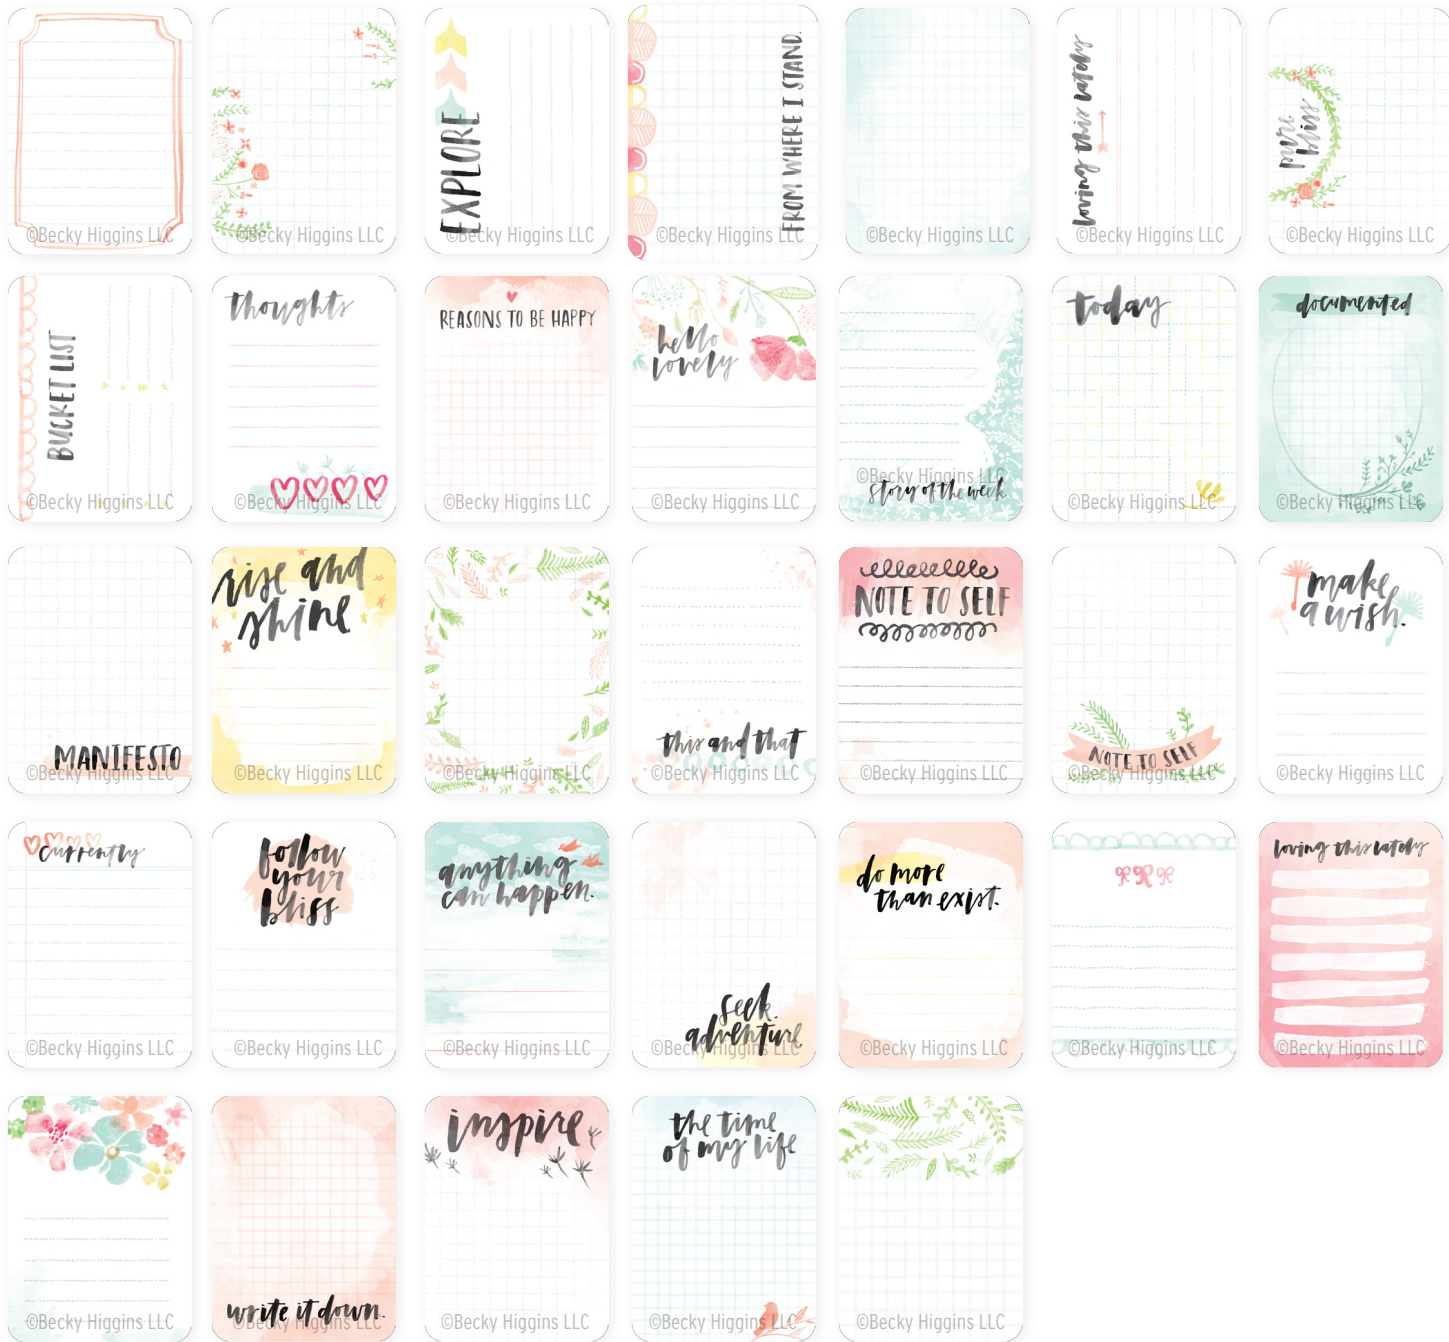 ©Becky Higgins LLC
©Becky Higgins LLC
EXPLORE
©Becky Higgins LLC
FROM WHERE I STAND.
©Becky Higgins LLC
©Becky Higgins LLC
loving this lately
©Becky Higgins LLC
pure
bliss
©Becky Higgins LLC
BUCKET LIST
©Becky Higgins LLC
thoughts
©Becky Higgins LLC
REASONS TO BE HAPPY
©Becky Higgins LLC
hello
lovely
©Becky Higgins LLC
©Becky Higgins LLC
story of the week
today
©Becky Higgins LLC
documented
©Becky Higgins LLC
MANIFESTO
©Becky Higgins LLC
rise and
shine
©Becky Higgins LLC
©Becky Higgins LLC
this and that
©Becky Higgins LLC
NOTE TO SELF
©Becky Higgins LLC
NOTE TO SELF
©Becky Higgins LLC
make
a wish.
©Becky Higgins LLC
currently
©Becky Higgins LLC
follow
your
bliss
©Becky Higgins LLC
anything
can happen.
©Becky Higgins LLC
seek
adventure
©Becky Higgins LLC
do more
than exist.
©Becky Higgins LLC
©Becky Higgins LLC
loving this lately
©Becky Higgins LLC
©Becky Higgins LLC
write it down.
©Becky Higgins LLC
inspire
©Becky Higgins LLC
the time
of my life
©Becky Higgins LLC
©Becky Higgins LLC